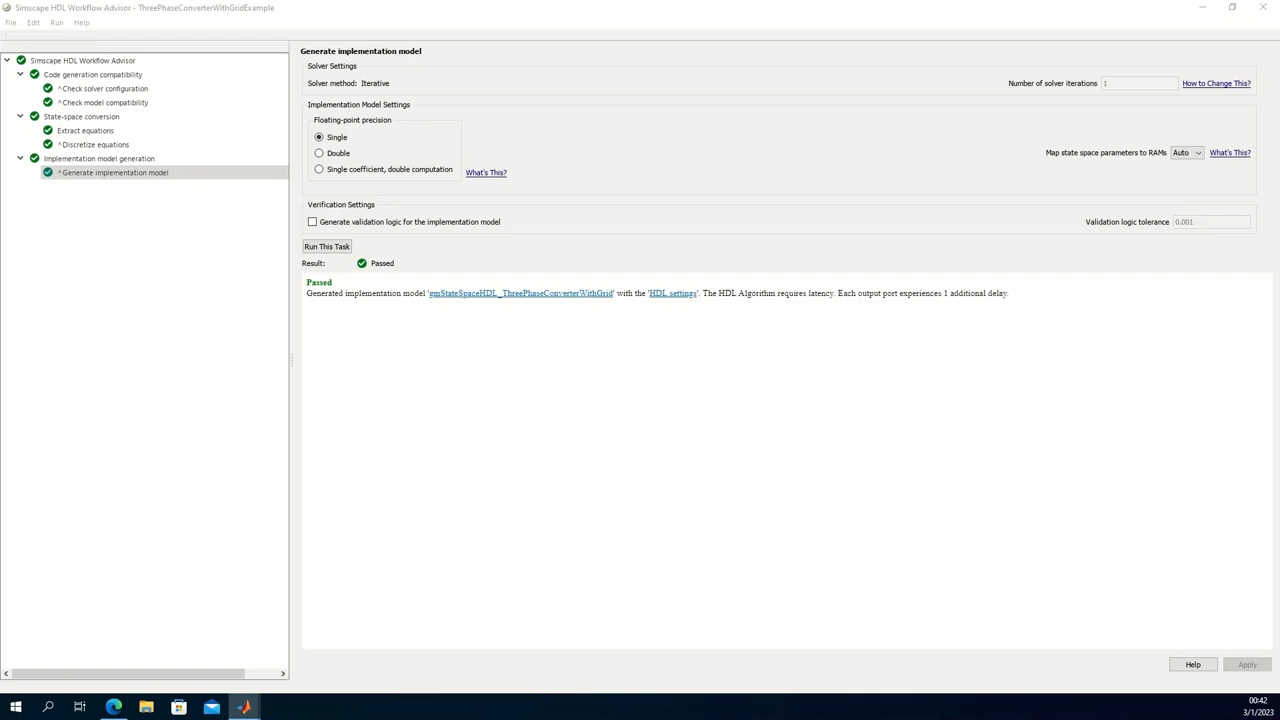 Simscape HDL Workflow Advisor - ThreePhaseConverterWithGridExample
File Edit Run Help
Simscape HDL Workflow Advisor
Code generation compatibility
^Check solver configuration
^Check model compatibility
State-space conversion
Extract equations
^Discretize equations
Implementation model generation
^Generate implementation model
Generate implementation model
Solver Settings
Solver method: Iterative
Number of solver iterations 1 How to Change This?
Implementation Model Settings
Floating-point precision
Single
Double
Single coefficient, double computation
What's This?
Map state space parameters to RAMs Auto What's This?
Verification Settings
Generate validation logic for the implementation model
Validation logic tolerance 0.001
Run This Task
Result: Passed
Passed
Generated implementation model 'gmStateSpaceHDL_ThreePhaseConverterWithGrid' with the 'HDL settings'. The HDL Algorithm requires latency. Each output port experiences 1 additional delay.
Help Apply
00:42
3/1/2023